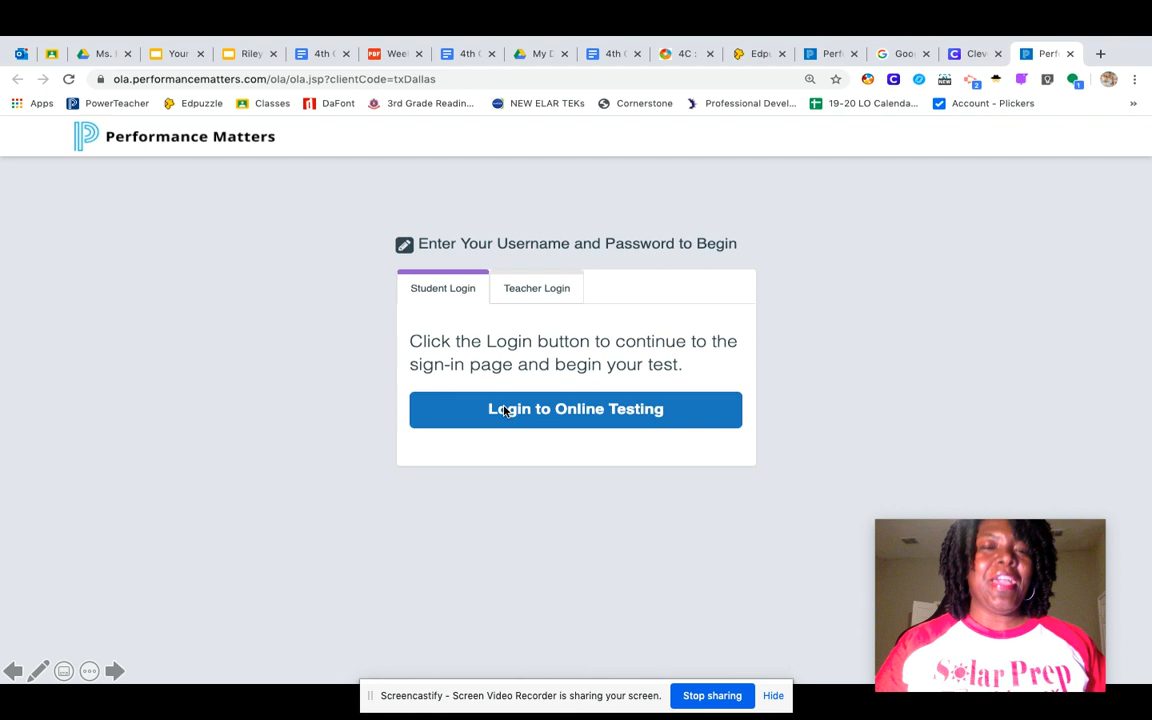 Ms.
Your
Riley
4th
Wee
4th
My D
4th
4C :
Edpu
Perf
Goo
Clev
Perf
ola.performancematters.com/ola/ola.jsp?clientCode=txDallas
2
1
Apps
PowerTeacher
Edpuzzle
Classes
DaFont
3rd Grade Readin...
NEW ELAR TEKs
Cornerstone
Professional Devel...
19-20 LO Calenda...
Account - Plickers
»
Performance Matters
Enter Your Username and Password to Begin
Student Login
Teacher Login
Click the Login button to continue to the
sign-in page and begin your test.
Login to Online Testing
Solar Prep
Screencastify - Screen Video Recorder is sharing your screen.
Stop sharing
Hide